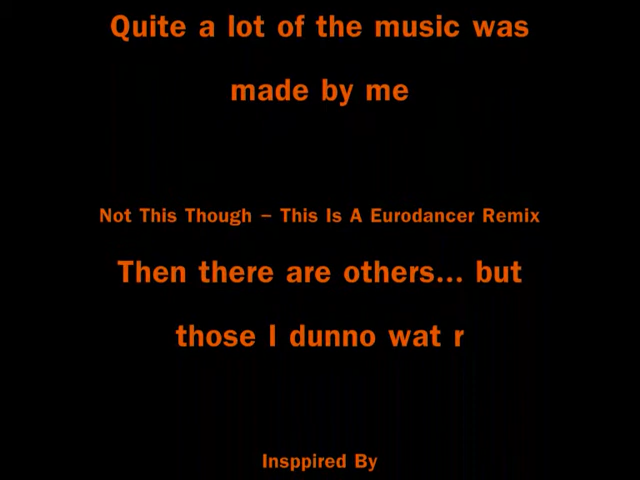 Quite a lot of the music was
made by me
Not This Though – This Is A Eurodancer Remix
Then there are others... but
those I dunno wat r
Insppired By